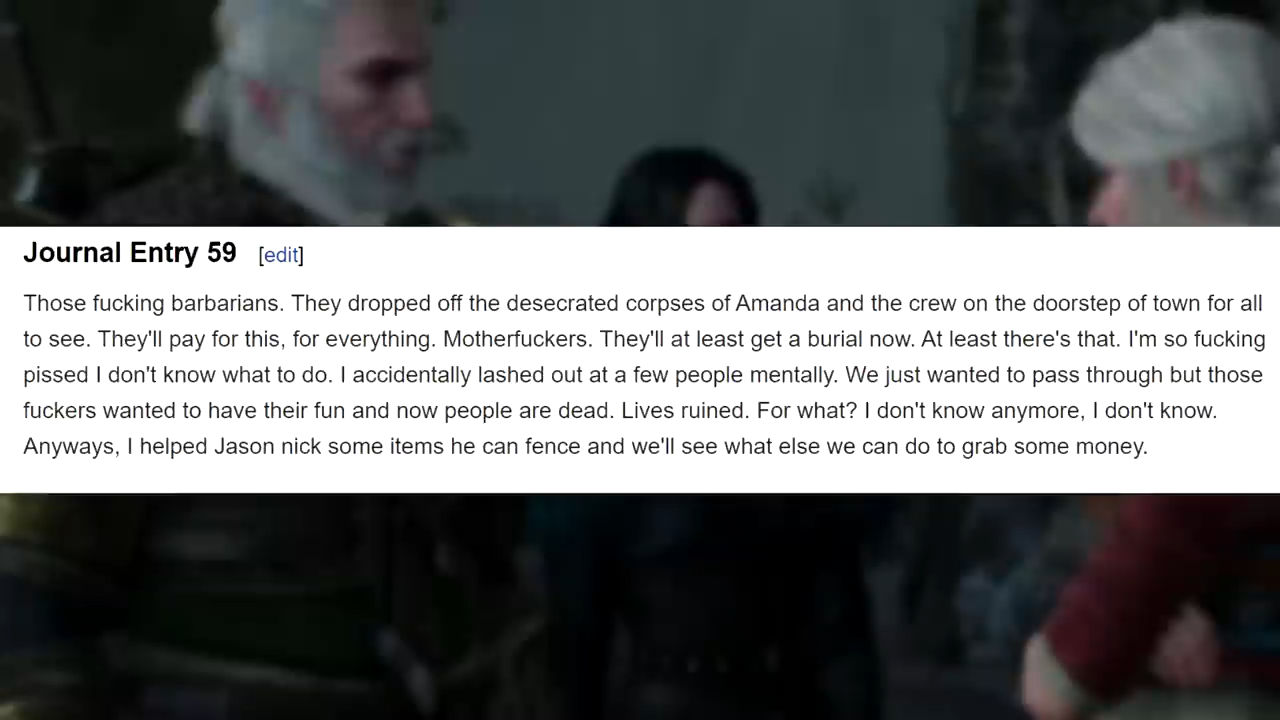 Journal Entry 59 [edit]
Those fucking barbarians. They dropped off the desecrated corpses of Amanda and the crew on the doorstep of town for all
to see. They'll pay for this, for everything. Motherfuckers. They'll at least get a burial now. At least there's that. I'm so fucking
pissed I don't know what to do. I accidentally lashed out at a few people mentally. We just wanted to pass through but those
fuckers wanted to have their fun and now people are dead. Lives ruined. For what? I don't know anymore, I don't know.
Anyways, I helped Jason nick some items he can fence and we'll see what else we can do to grab some money.